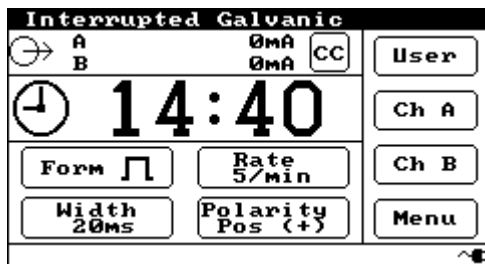 Interrupted Galvanic
A 0mA CC
B 0mA
User
14:40
Ch A
Form
Rate
5/min
Ch B
Width
20ms
Polarity
Pos (+)
Menu